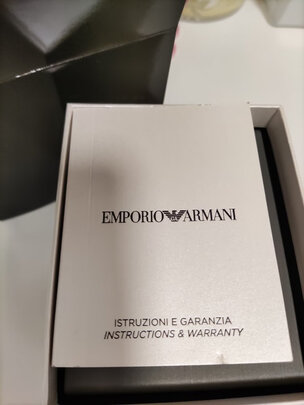 EMPORIO ARMANI
ISTRUZIONI E GARANZIA
INSTRUCTIONS & WARRANTY